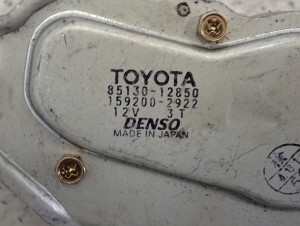 TOYOTA
85130-12850
159200-2922
12V 3T
DENSO
MADE IN JAPAN